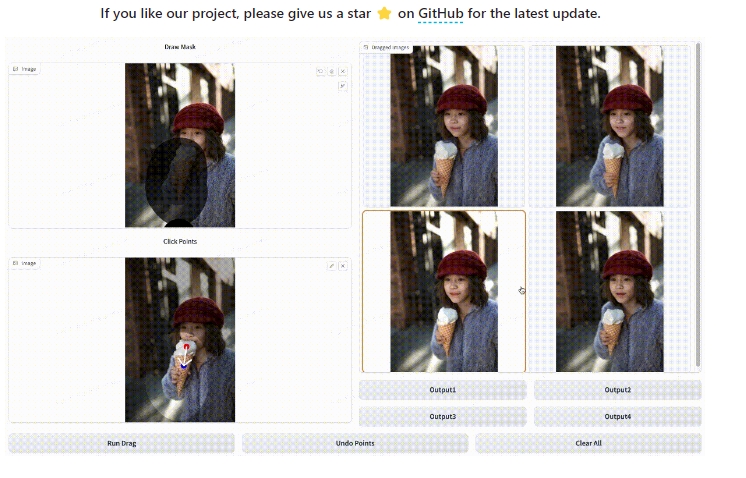 If you like our project, please give us a star ⭐ on GitHub for the latest update.
Draw Mask
Image
Click Points
Image
Dragged Images
Output1
Output2
Output3
Output4
Run Drag
Undo Points
Clear All